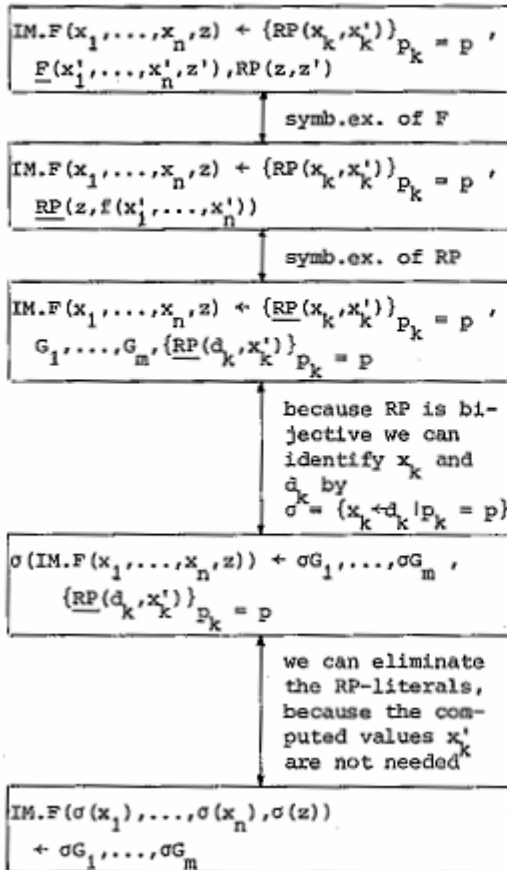 IM.F(x₁,...,xₙ,z) ← {RP(xₖ,x'ₖ)}ₚₖ ₌ ₚ ,
F(x'₁,...,x'ₙ,z'),RP(z,z')
symb.ex. of F
IM.F(x₁,...,xₙ,z) ← {RP(xₖ,x'ₖ)}ₚₖ ₌ ₚ ,
RP(z,f(x'₁,...,x'ₙ))
symb.ex. of RP
IM.F(x₁,...,xₙ,z) ← {RP(xₖ,x'ₖ)}ₚₖ ₌ ₚ ,
G₁,...,Gₘ,{RP(dₖ,x'ₖ)}ₚₖ ₌ ₚ
because RP is bi-
jective we can
identify xₖ and
dₖ by
σ = {xₖ←dₖ|pₖ = p}
σ(IM.F(x₁,...,xₙ,z)) ← σG₁,...,σGₘ ,
{RP(dₖ,x'ₖ)}ₚₖ ₌ ₚ
we can eliminate
the RP-literals,
because the com-
puted values x'ₖ
are not needed
IM.F(σ(x₁),...,σ(xₙ),σ(z))
← σG₁,...,σGₘ